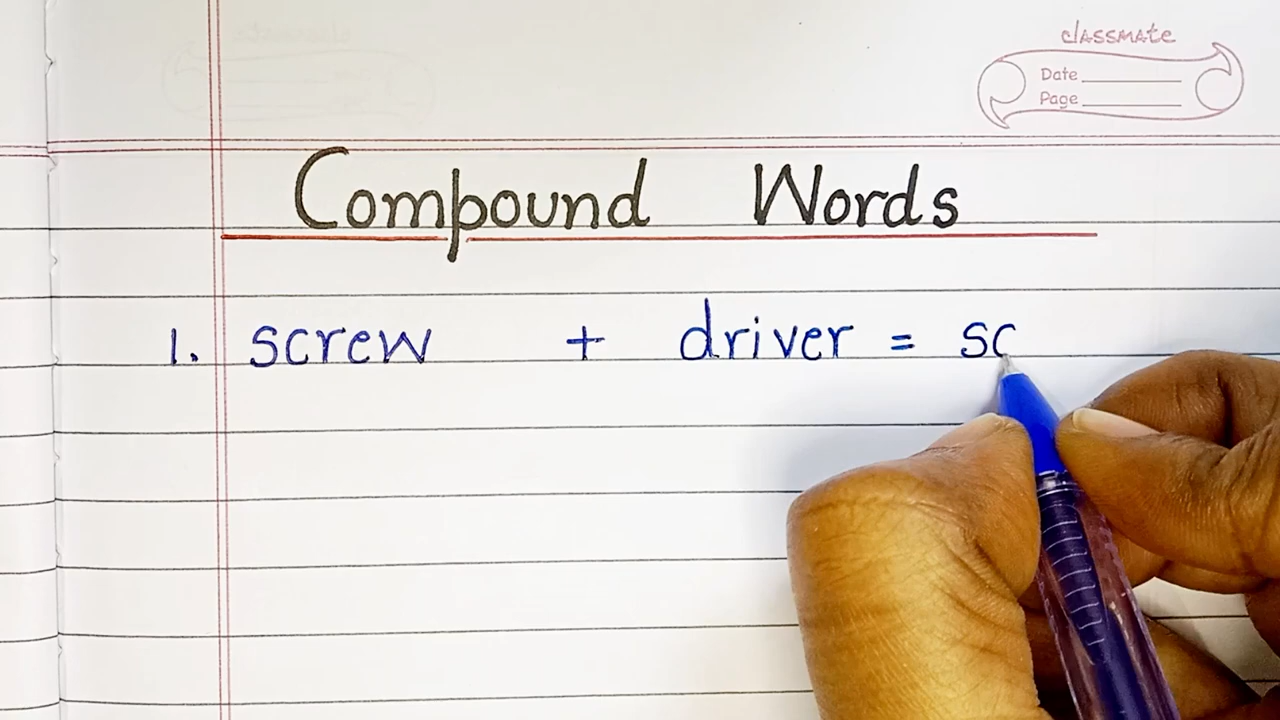 classmate
Date
Page
Compound Words
1. screw + driver = sc